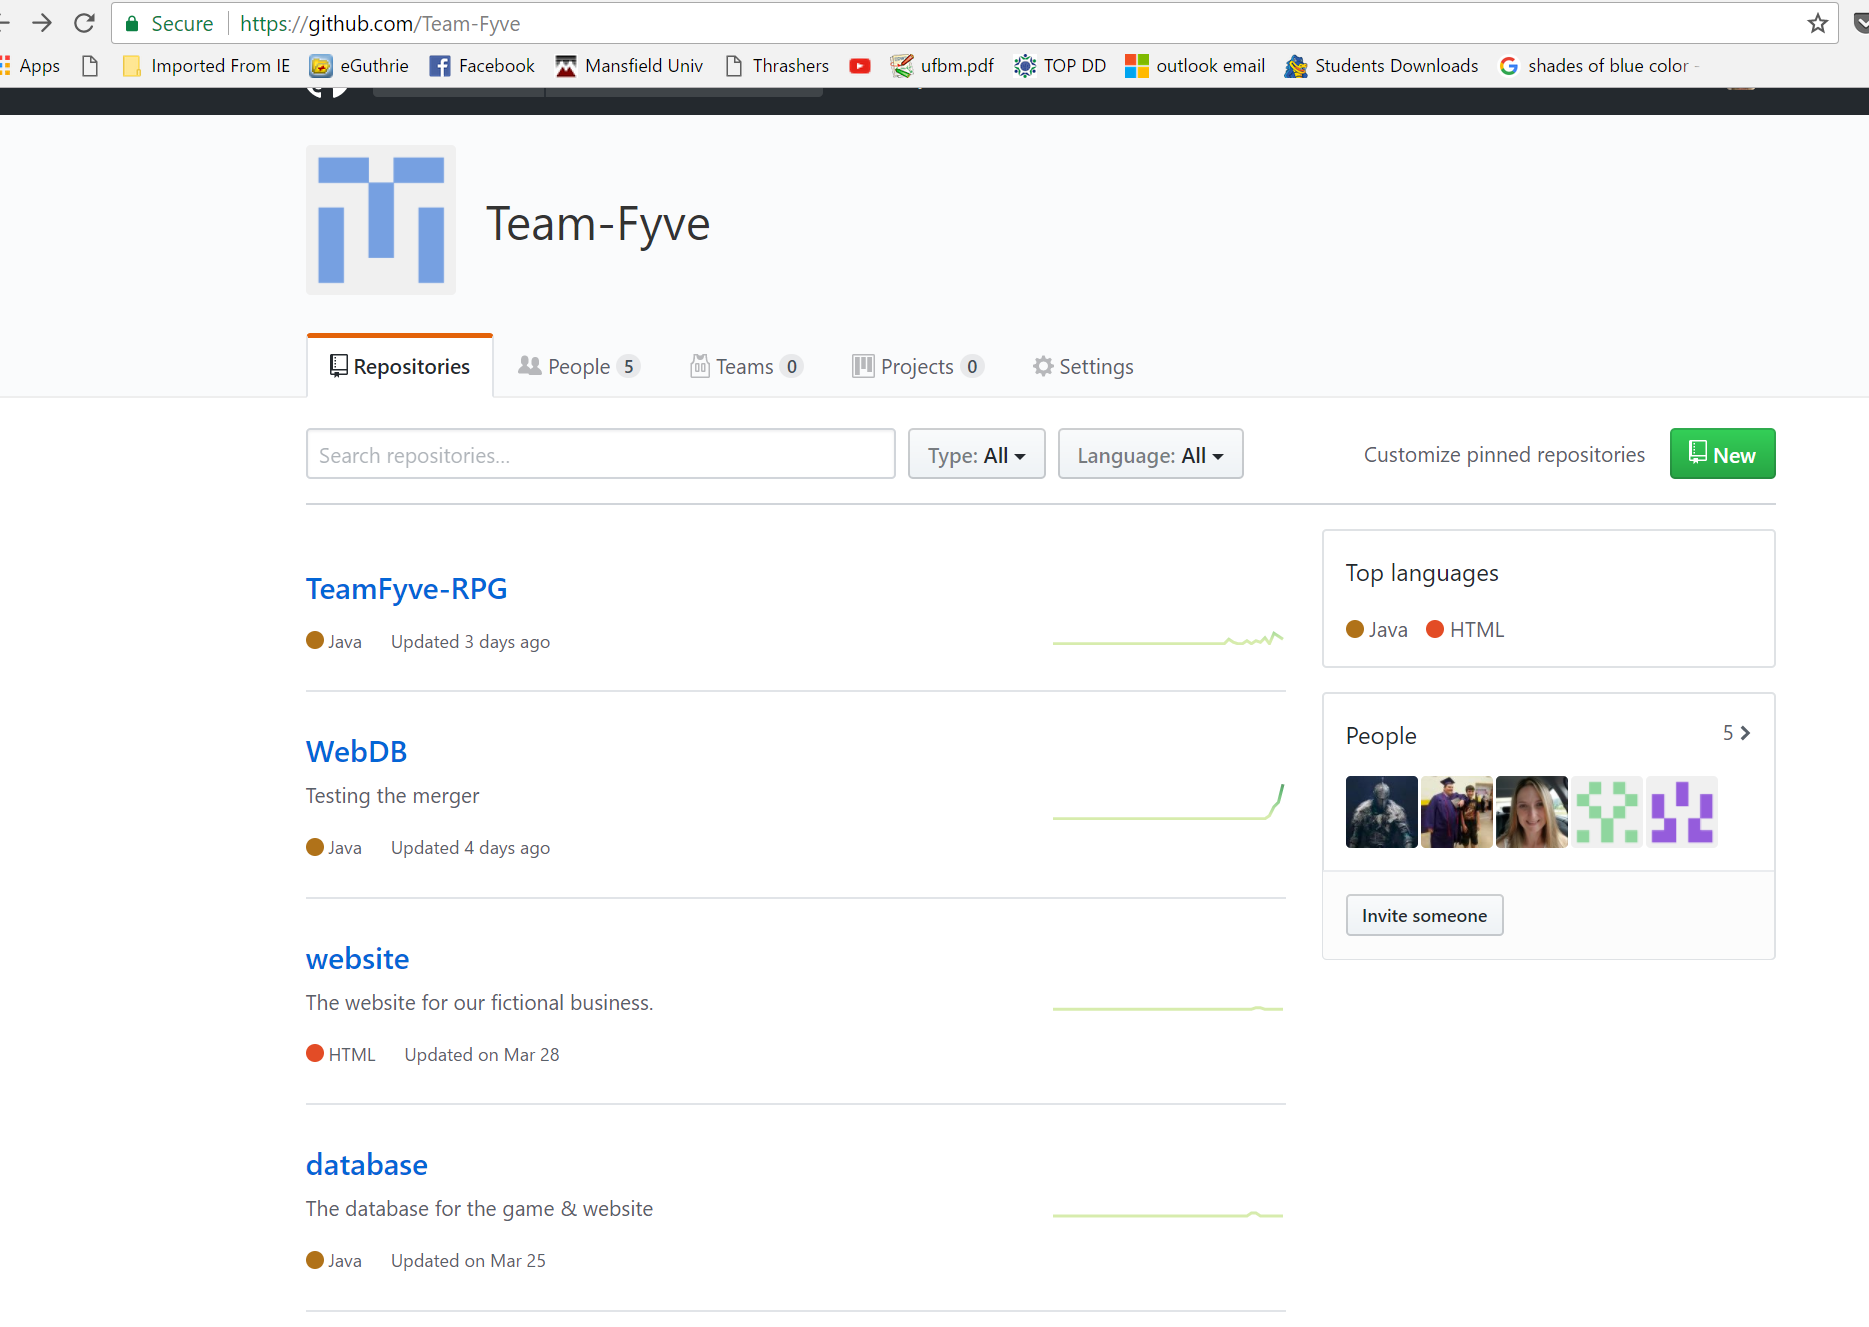 Secure https://github.com/Team-Fyve
Apps Imported From IE eGuthrie Facebook Mansfield Univ Thrashers ufbm.pdf TOP DD outlook email Students Downloads shades of blue color -
Team-Fyve
Repositories People 5 Teams 0 Projects 0 Settings
Search repositories... Type: All Language: All Customize pinned repositories New
TeamFyve-RPG
Java Updated 3 days ago
WebDB
Testing the merger
Java Updated 4 days ago
website
The website for our fictional business.
HTML Updated on Mar 28
database
The database for the game & website
Java Updated on Mar 25
Top languages
Java HTML
People 5
Invite someone